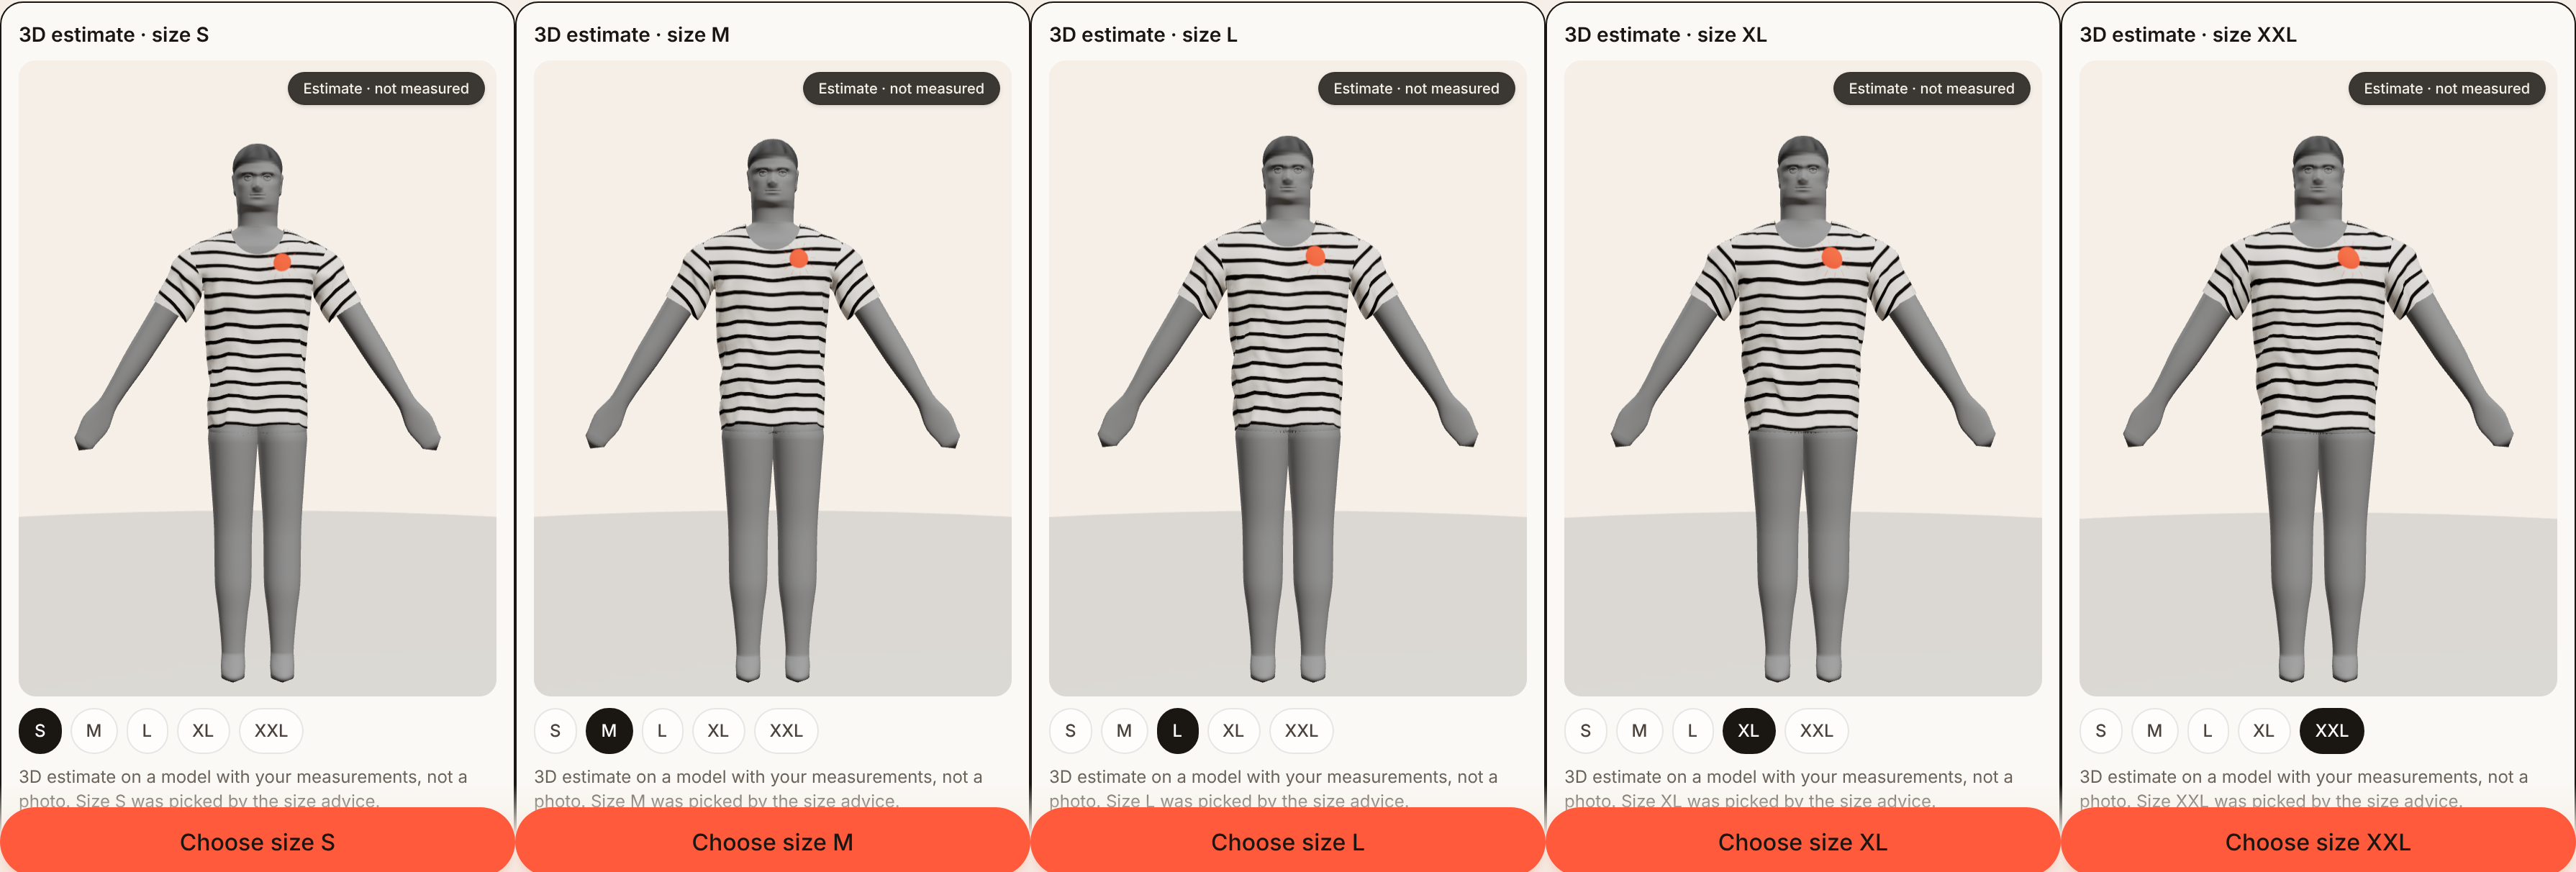 3D estimate · size S
Estimate · not measured
S M L XL XXL
3D estimate on a model with your measurements, not a
photo. Size S was picked by the size advice.
Choose size S
3D estimate · size M
Estimate · not measured
S M L XL XXL
3D estimate on a model with your measurements, not a
photo. Size M was picked by the size advice.
Choose size M
3D estimate · size L
Estimate · not measured
S M L XL XXL
3D estimate on a model with your measurements, not a
photo. Size L was picked by the size advice.
Choose size L
3D estimate · size XL
Estimate · not measured
S M L XL XXL
3D estimate on a model with your measurements, not a
photo. Size XL was picked by the size advice.
Choose size XL
3D estimate · size XXL
Estimate · not measured
S M L XL XXL
3D estimate on a model with your measurements, not a
photo. Size XXL was picked by the size advice.
Choose size XXL